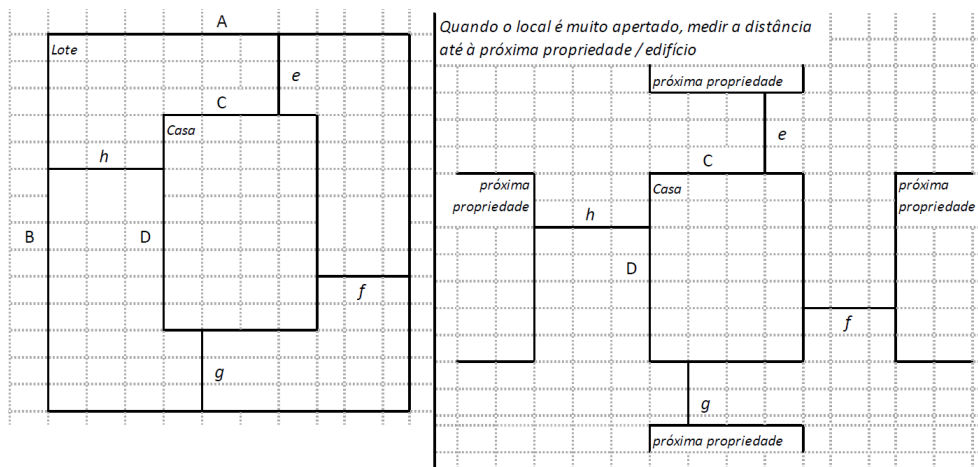 A
Lote
e
C
Casa
h
B
D
f
g
Quando o local é muito apertado, medir a distância
até à próxima propriedade / edifício
próxima propriedade
e
C
próxima
propriedade
Casa
próxima
propriedade
h
D
f
g
próxima propriedade